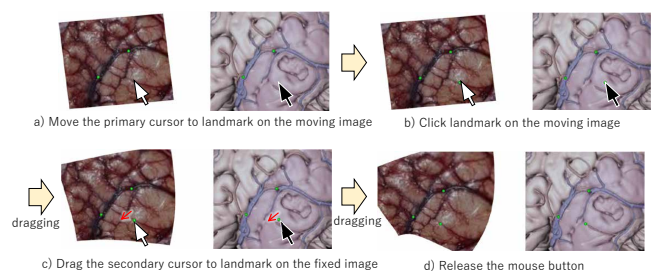 a) Move the primary cursor to landmark on the moving image
b) Click landmark on the moving image
dragging
dragging
c) Drag the secondary cursor to landmark on the fixed image
d) Release the mouse button